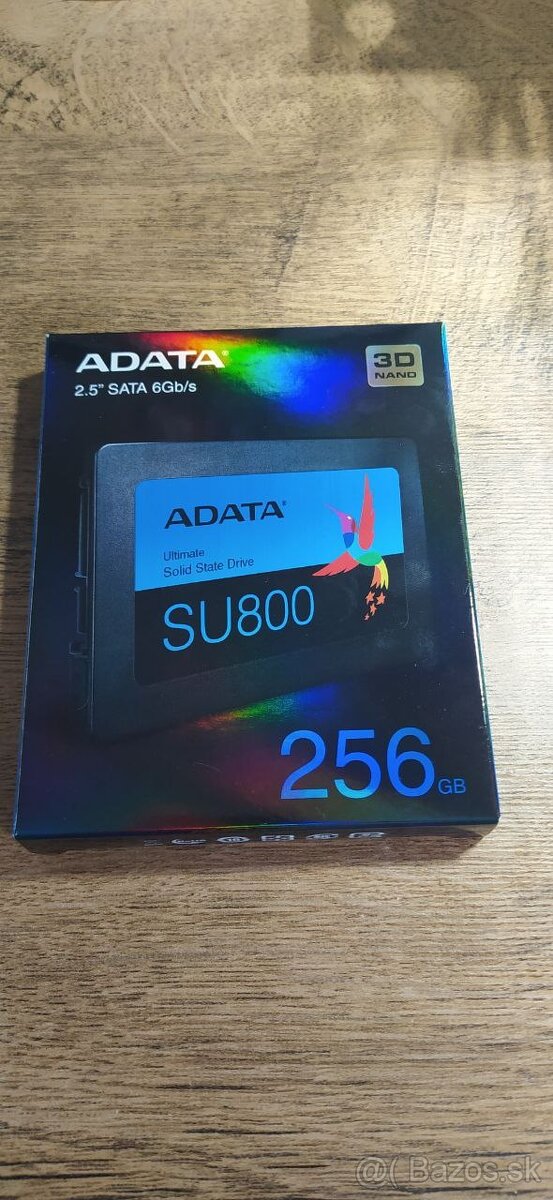 ADATA®
3D
NAND
2.5" SATA 6Gb/s
ADATA®
Ultimate
Solid State Drive
SU800
256GB
@( Bazos.sk